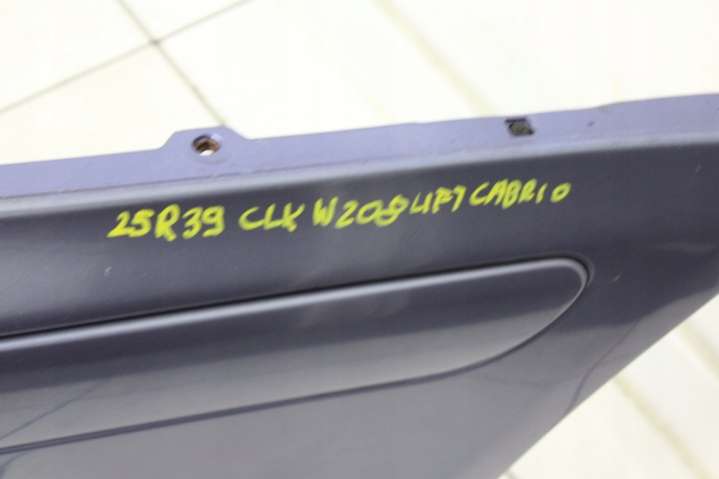 25R39 CLK W208 LIFT CABRIO